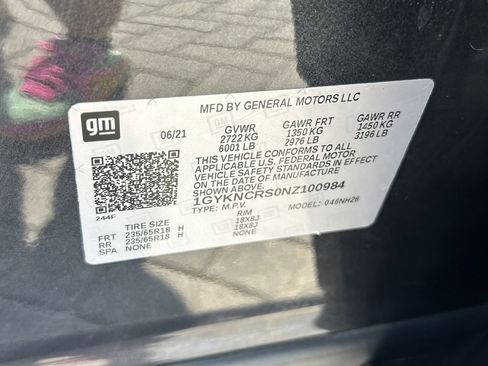 MFD BY GENERAL MOTORS LLC
gm
06/21
GVWR GAWR FRT GAWR RR
2722 KG 1350 KG 1450 KG
6001 LB 2976 LB 3196 LB
THIS VEHICLE CONFORMS TO ALL
APPLICABLE U.S. FEDERAL MOTOR
VEHICLE SAFETY STANDARDS IN EFFECT
ON THE DATE OF MANUFACTURE
SHOWN ABOVE.
1GYKNCRS0NZ100984
TYPE: M.P.V. MODEL: 046NH26
244F
TIRE SIZE RIM
FRT 235/65R18 H 18X8J
RR 235/65R18 H 18X8J
SPA NONE NONE